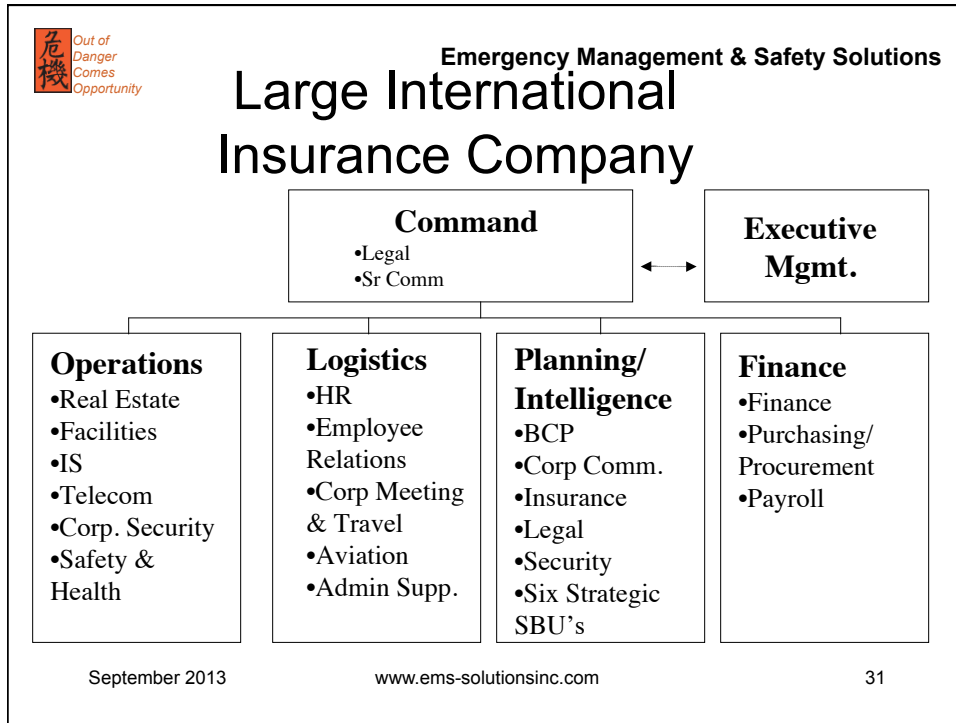 危
機
Out of
Danger
Comes
Opportunity
Emergency Management & Safety Solutions
Large International
Insurance Company
Command
•Legal
•Sr Comm
Executive
Mgmt.
Operations
•Real Estate
•Facilities
•IS
•Telecom
•Corp. Security
•Safety &
Health
Logistics
•HR
•Employee
Relations
•Corp Meeting
& Travel
•Aviation
•Admin Supp.
Planning/
Intelligence
•BCP
•Corp Comm.
•Insurance
•Legal
•Security
•Six Strategic
SBU's
Finance
•Finance
•Purchasing/
Procurement
•Payroll
September 2013
www.ems-solutionsinc.com
31